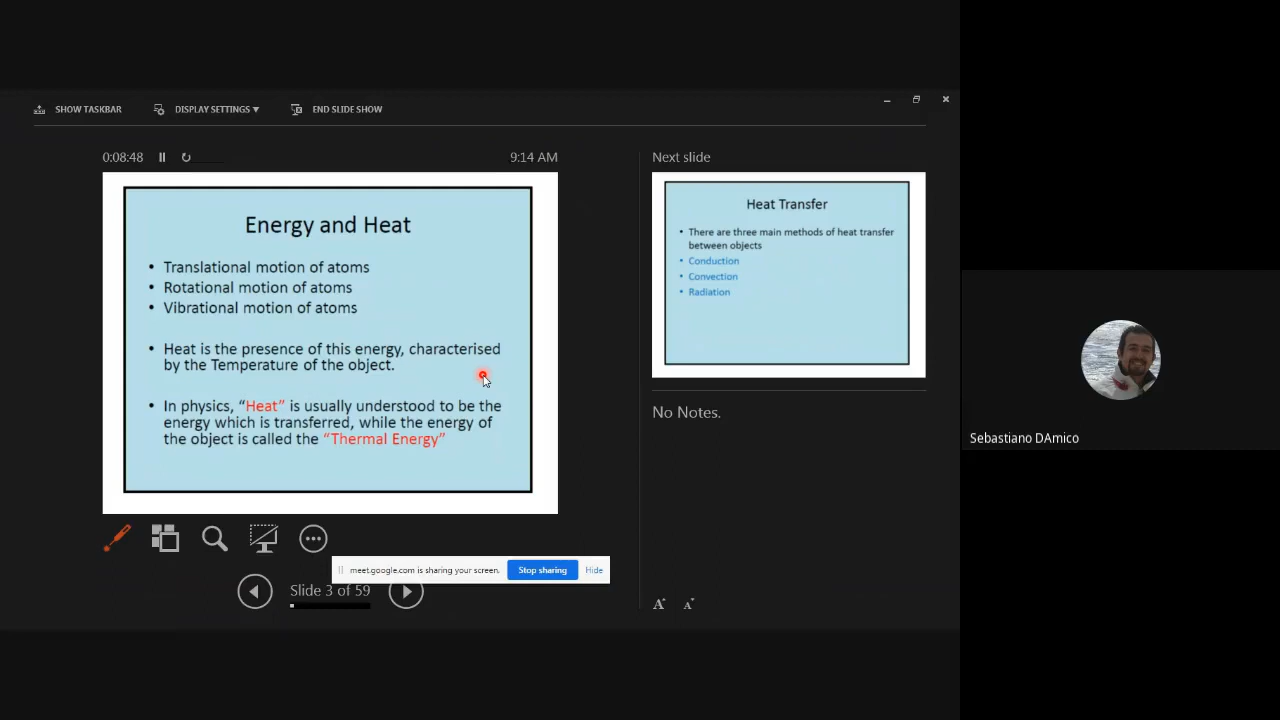 SHOW TASKBAR
DISPLAY SETTINGS
END SLIDE SHOW
0:08:48
9:14 AM
Energy and Heat
• Translational motion of atoms
• Rotational motion of atoms
• Vibrational motion of atoms
• Heat is the presence of this energy, characterised
by the Temperature of the object.
• In physics, “Heat” is usually understood to be the
energy which is transferred, while the energy of
the object is called the “Thermal Energy”
meet.google.com is sharing your screen.
Stop sharing
Hide
Slide 3 of 59
Next slide
Heat Transfer
• There are three main methods of heat transfer
between objects
• Conduction
• Convection
• Radiation
No Notes.
A
A
Sebastiano DAmico